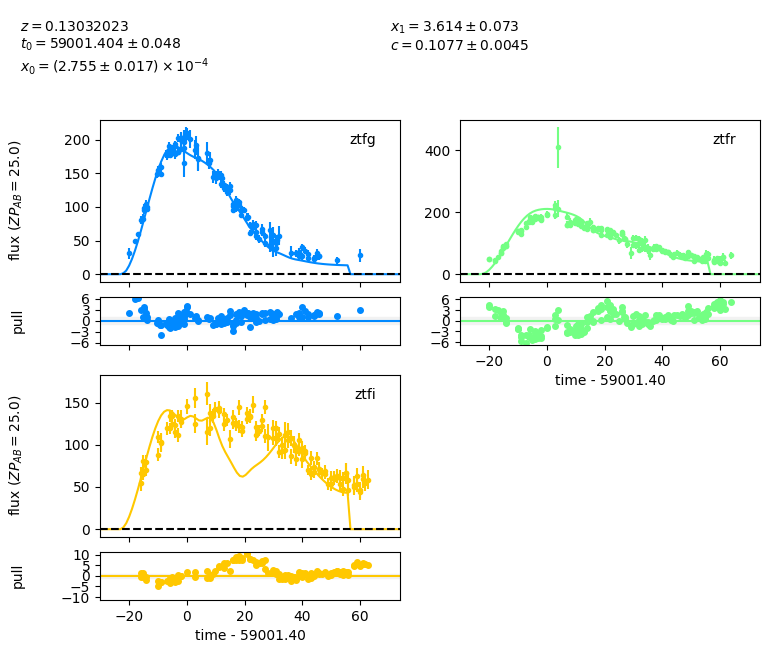 z = 0.13032023
t₀ = 59001.404 ± 0.048
x₀ = (2.755 ± 0.017) × 10⁻⁴
x₁ = 3.614 ± 0.073
c = 0.1077 ± 0.0045
flux (ZP_AB = 25.0)
200
150
100
50
0
ztfg
400
200
0
ztfr
pull
6
3
0
−3
−6
6
3
0
−3
−6
−20 0 20 40 60
time - 59001.40
flux (ZP_AB = 25.0)
150
100
50
0
ztfi
pull
10
5
0
−5
−10
−20 0 20 40 60
time - 59001.40